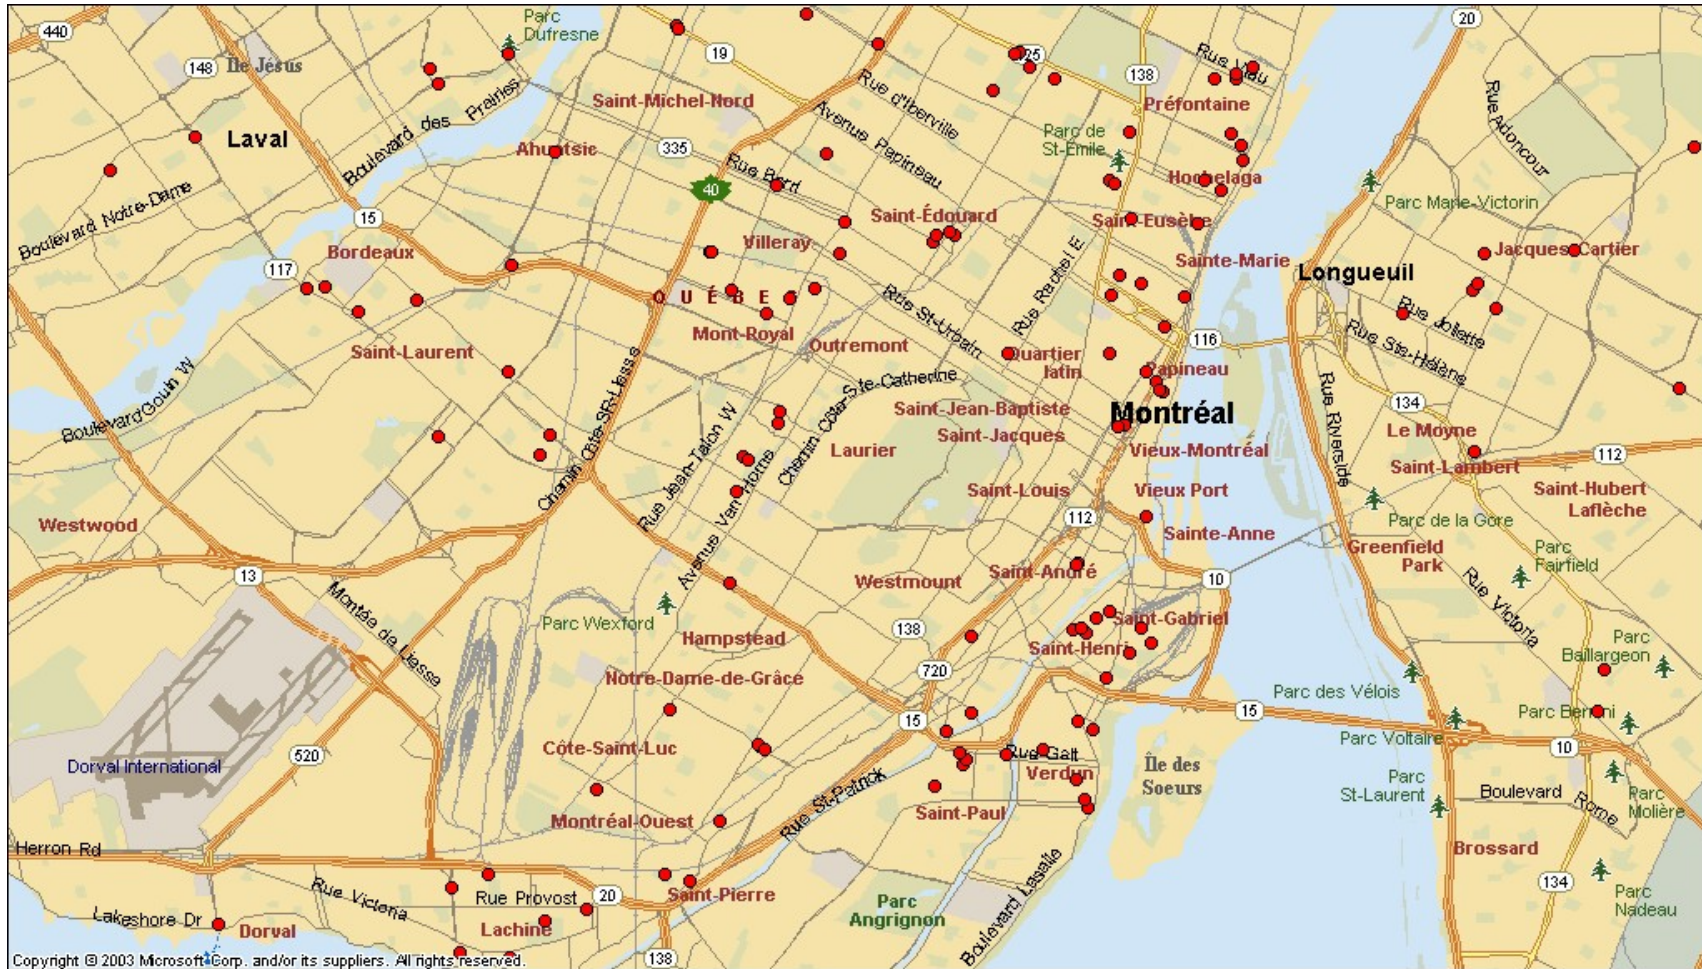 Parc
Dufresne
20
440
19
125
148
Île Jésus
138
Rue Viau
Saint-Michel-Nord
Rue d'Iberville
Préfontaine
Boulevard des Prairies
Avenue Papineau
Parc de
St-Émile
Rue Adoncour
Laval
Ahuntsic
335
Rue Berri
Hochelaga
40
Boulevard Notre-Dame
15
Parc Marie-Victorin
Saint-Édouard
Saint-Eusèbe
Villeray
Jacques-Cartier
Bordeaux
117
Rue Rachel E
Sainte-Marie
Longueuil
QUÉBEC
Rue St-Urbain
Rue Joliette
Mont-Royal
Outremont
116
Rue Ste-Hélène
Saint-Laurent
Quartier
latin
Papineau
Boulevard Gouin W
Chemin Côte-St-Liesse
Chemin Côte-Ste-Catherine
Saint-Jean-Baptiste
Montréal
134
Rue Riverside
Saint-Jacques
Le Moyne
Rue Jean-Talon W
Laurier
Vieux-Montréal
112
Saint-Lambert
Saint-Louis
Vieux Port
Saint-Hubert
Laflèche
Westwood
112
Parc de la Gore
Sainte-Anne
Avenue Van Horne
Greenfield
Park
Parc
Fairfield
13
Westmount
Saint-André
10
Montée de Liesse
Rue Victoria
Parc Wexford
Saint-Gabriel
138
Hampstead
Saint-Henri
Parc
Baillargeon
720
Notre-Dame-de-Grâce
Parc des Vélois
15
15
Parc Bernini
Côte-Saint-Luc
Parc Voltaire
10
520
Rue Galt
Dorval International
Verdun
Île des
Soeurs
Parc
St-Laurent
Boulevard Rome
Parc
Molière
Rue St-Patrick
Saint-Paul
Montréal-Ouest
Herron Rd
Brossard
Rue Victoria
Rue Provost
20
Saint-Pierre
134
Parc
Nadeau
Boulevard Lasalle
Parc
Angrignon
Lakeshore Dr
Dorval
Lachine
138
Copyright © 2003 Microsoft Corp. and/or its suppliers. All rights reserved.